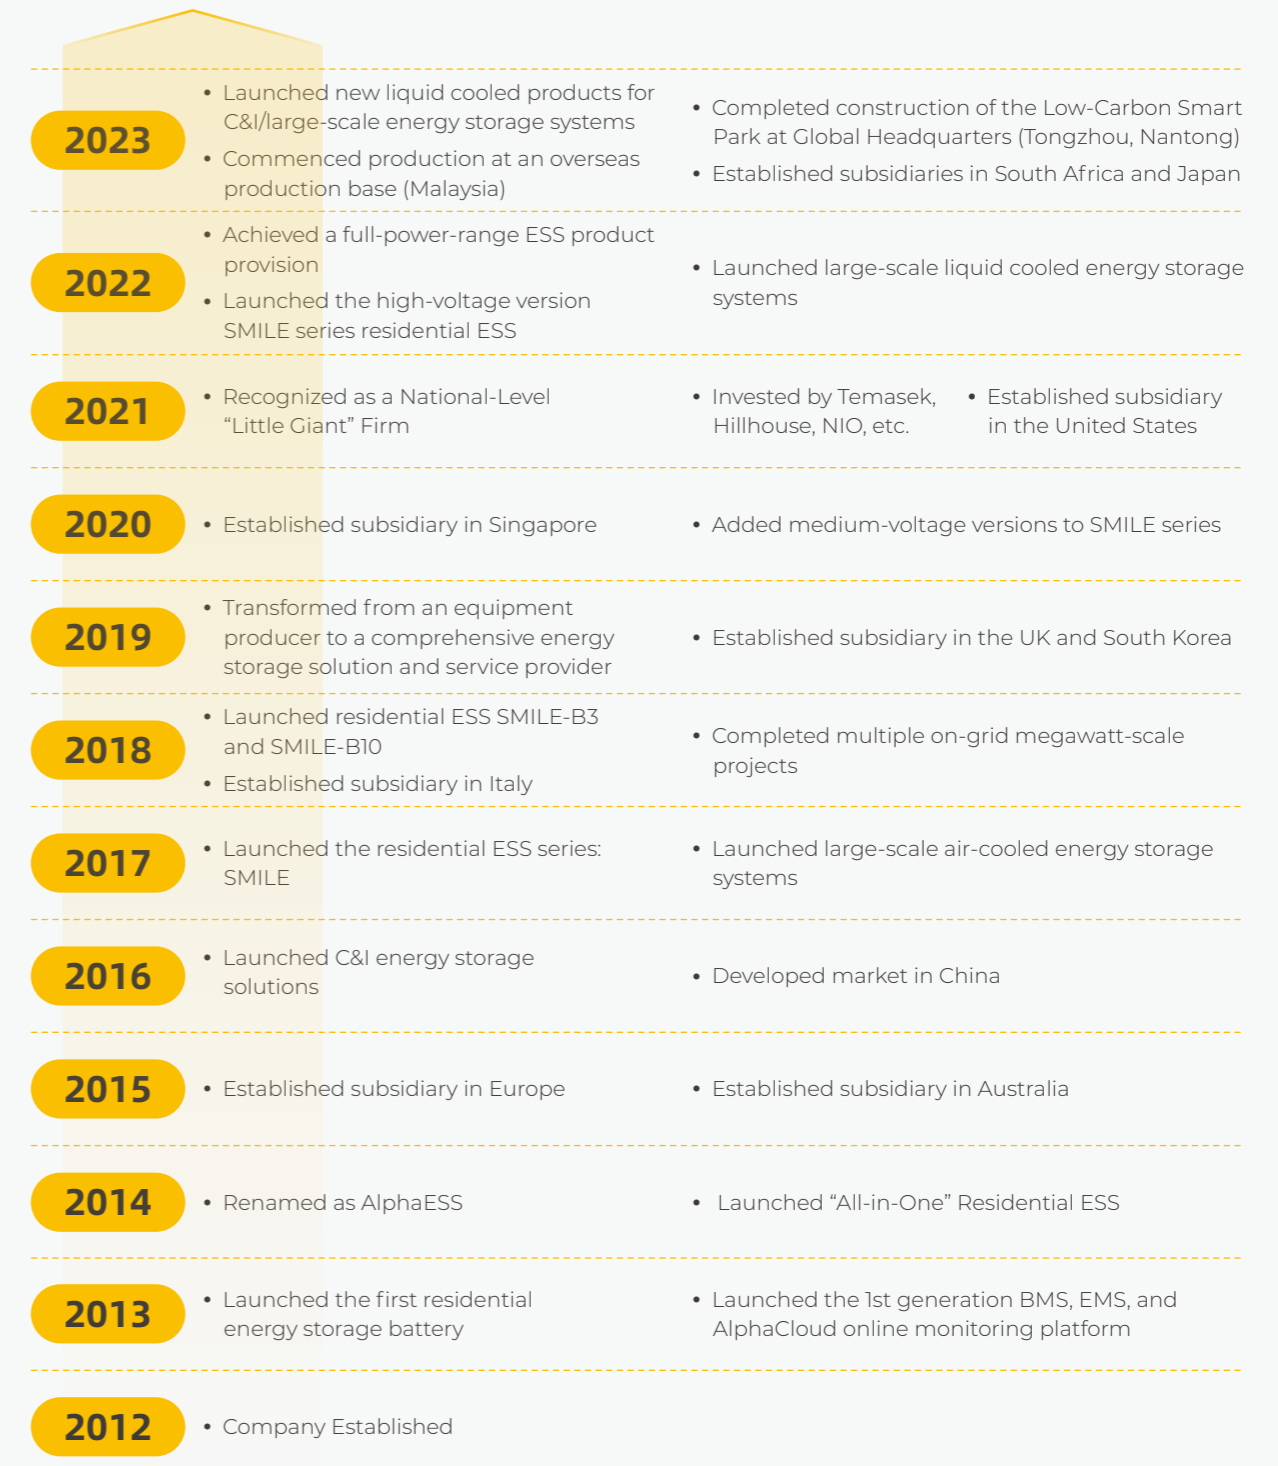 2023
• Launched new liquid cooled products for
C&I/large-scale energy storage systems
• Commenced production at an overseas
production base (Malaysia)
• Completed construction of the Low-Carbon Smart
Park at Global Headquarters (Tongzhou, Nantong)
• Established subsidiaries in South Africa and Japan
2022
• Achieved a full-power-range ESS product
provision
• Launched the high-voltage version
SMILE series residential ESS
• Launched large-scale liquid cooled energy storage
systems
2021
• Recognized as a National-Level
“Little Giant” Firm
• Invested by Temasek,
Hillhouse, NIO, etc.
• Established subsidiary
in the United States
2020
• Established subsidiary in Singapore
• Added medium-voltage versions to SMILE series
2019
• Transformed from an equipment
producer to a comprehensive energy
storage solution and service provider
• Established subsidiary in the UK and South Korea
2018
• Launched residential ESS SMILE-B3
and SMILE-B10
• Established subsidiary in Italy
• Completed multiple on-grid megawatt-scale
projects
2017
• Launched the residential ESS series:
SMILE
• Launched large-scale air-cooled energy storage
systems
2016
• Launched C&I energy storage
solutions
• Developed market in China
2015
• Established subsidiary in Europe
• Established subsidiary in Australia
2014
• Renamed as AlphaESS
• Launched “All-in-One” Residential ESS
2013
• Launched the first residential
energy storage battery
• Launched the 1st generation BMS, EMS, and
AlphaCloud online monitoring platform
2012
• Company Established